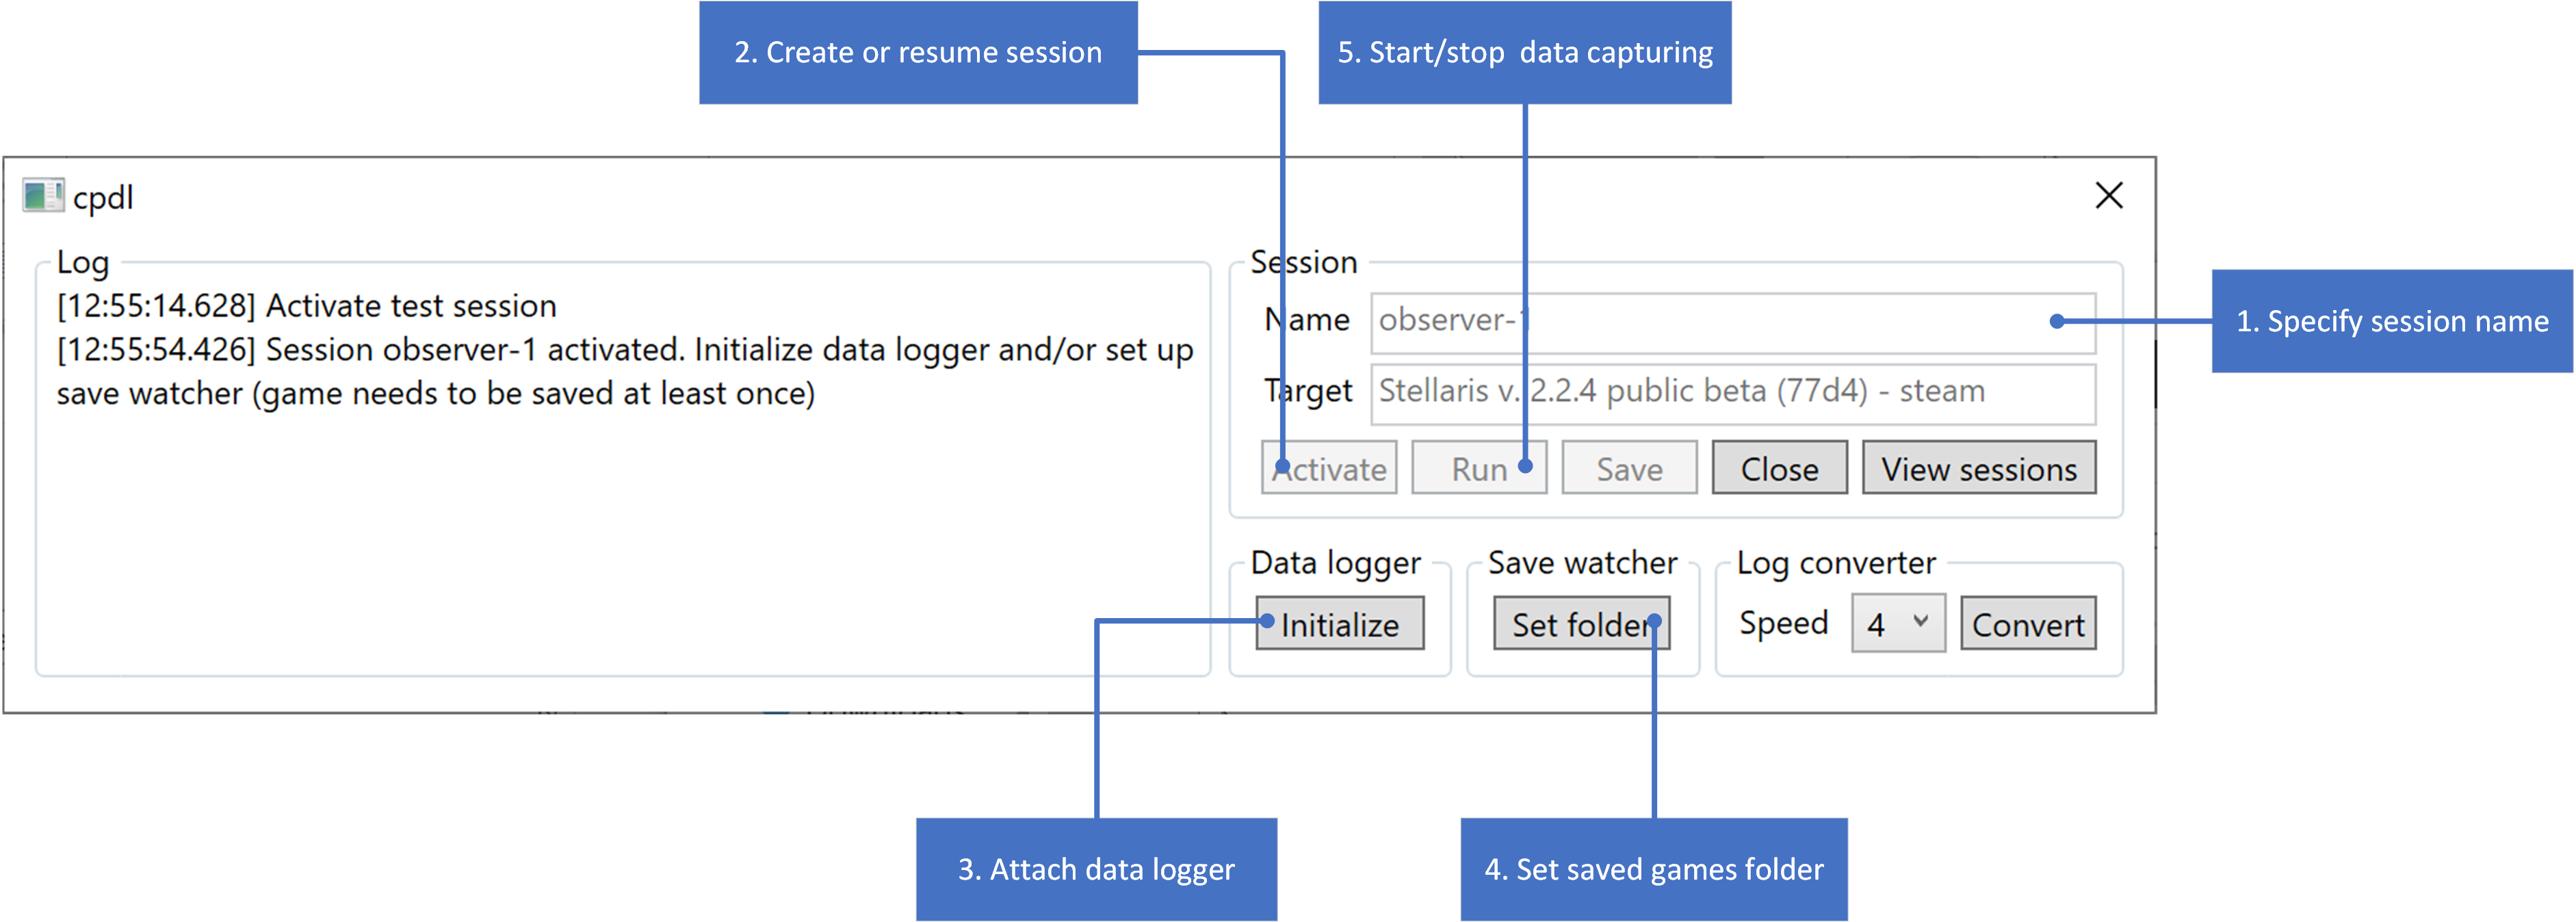 2. Create or resume session
5. Start/stop data capturing
cpdl
Log
[12:55:14.628] Activate test session
[12:55:54.426] Session observer-1 activated. Initialize data logger and/or set up
save watcher (game needs to be saved at least once)
Session
Name observer-1
Target Stellaris v. 2.2.4 public beta (77d4) - steam
Activate Run Save Close View sessions
1. Specify session name
Data logger Save watcher Log converter
Initialize Set folder Speed 4 Convert
3. Attach data logger
4. Set saved games folder